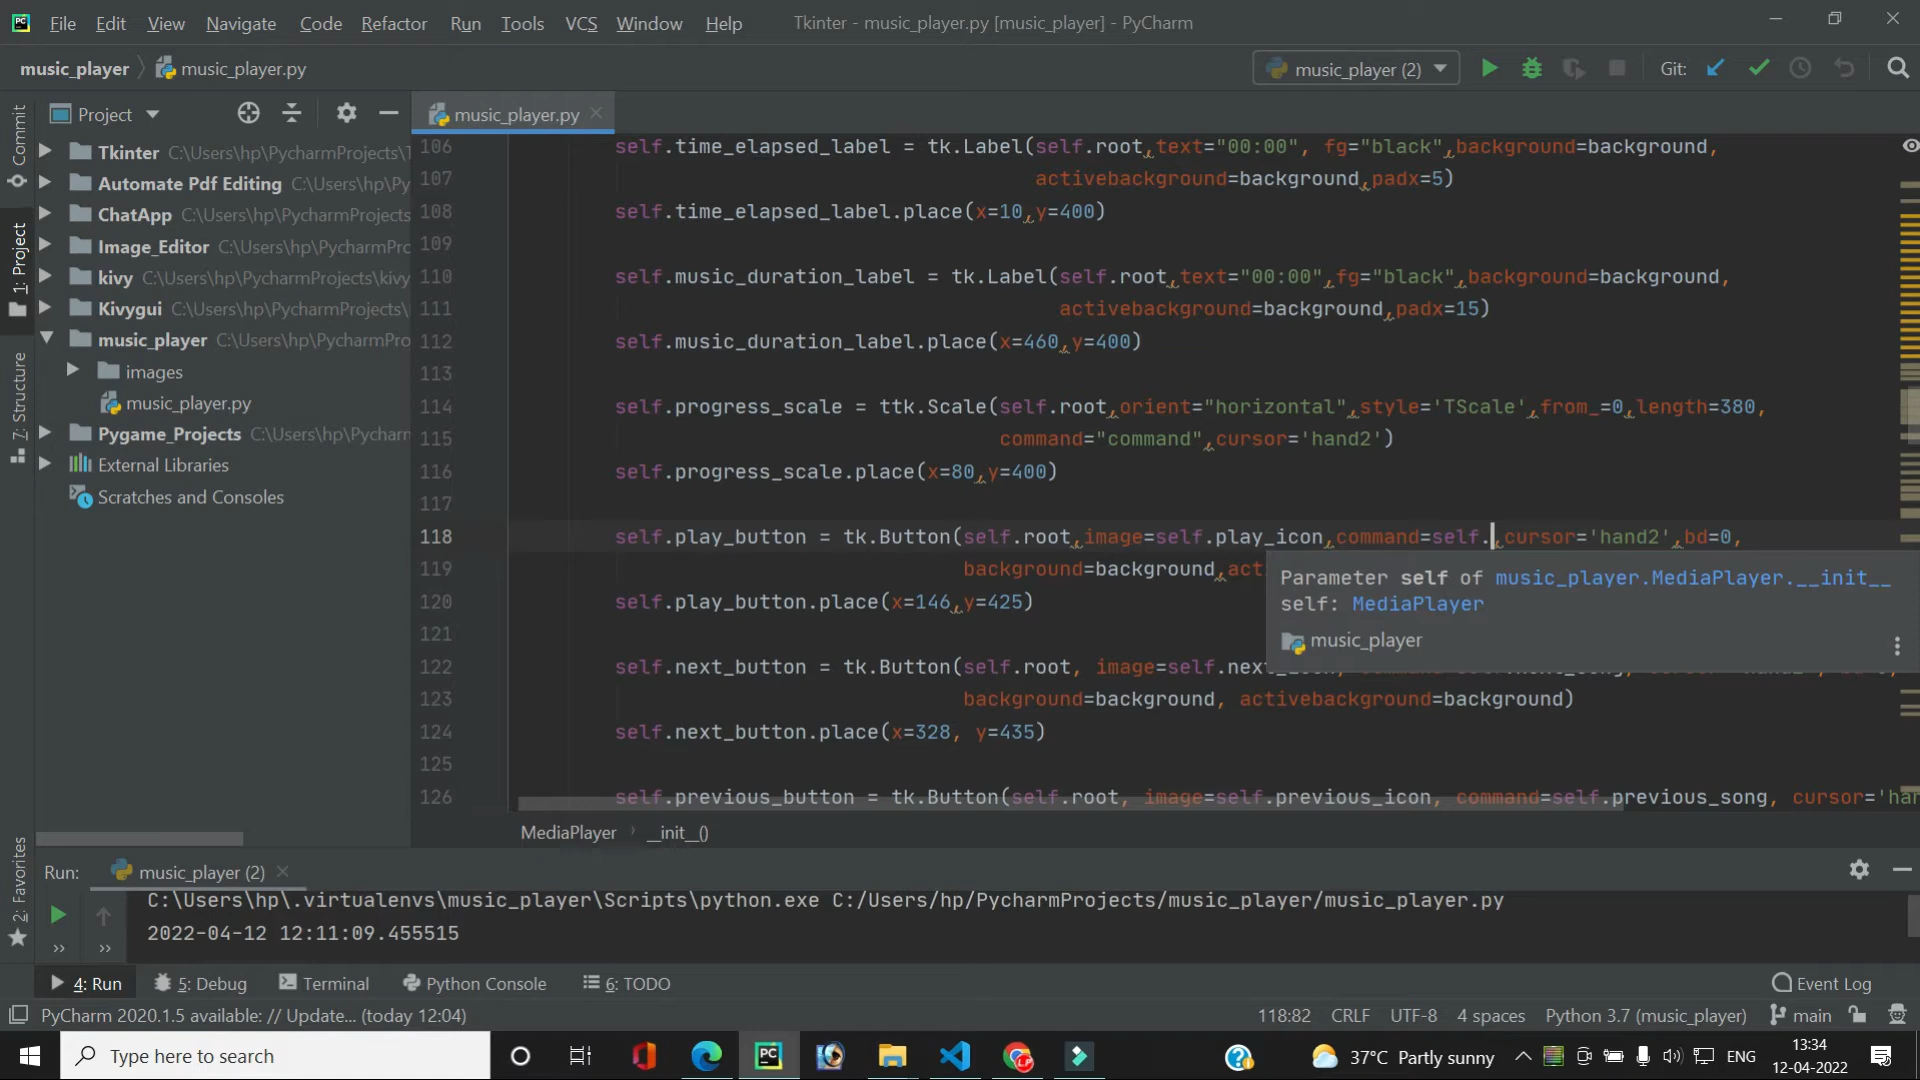 File Edit View Navigate Code Refactor Run Tools VCS Window Help Tkinter - music_player.py [music_player] - PyCharm
music_player music_player.py music_player (2) Git:
Project music_player.py
Tkinter C:\Users\hp\PycharmProjects\T
Automate Pdf Editing C:\Users\hp\Py
ChatApp C:\Users\hp\PycharmProjects
Image_Editor C:\Users\hp\PycharmPro
kivy C:\Users\hp\PycharmProjects\kivy
Kivygui C:\Users\hp\PycharmProjects\
music_player C:\Users\hp\PycharmPro
images
music_player.py
Pygame_Projects C:\Users\hp\Pycharm
External Libraries
Scratches and Consoles
Commit
1: Project
7: Structure
2: Favorites
106 self.time_elapsed_label = tk.Label(self.root,text="00:00", fg="black",background=background,
107 activebackground=background,padx=5)
108 self.time_elapsed_label.place(x=10,y=400)
109
110 self.music_duration_label = tk.Label(self.root,text="00:00",fg="black",background=background,
111 activebackground=background,padx=15)
112 self.music_duration_label.place(x=460,y=400)
113
114 self.progress_scale = ttk.Scale(self.root,orient="horizontal",style='TScale',from_=0,length=380,
115 command="command",cursor='hand2')
116 self.progress_scale.place(x=80,y=400)
117
118 self.play_button = tk.Button(self.root,image=self.play_icon,command=self.,cursor='hand2',bd=0,
119 background=background,act
120 self.play_button.place(x=146,y=425)
121
122 self.next_button = tk.Button(self.root, image=self.next
123 background=background, activebackground=background)
124 self.next_button.place(x=328, y=435)
125
126 self.previous_button = tk.Button(self.root, image=self.previous_icon, command=self.previous_song, cursor='han
Parameter self of music_player.MediaPlayer.__init__
self: MediaPlayer
music_player
MediaPlayer __init__()
Run: music_player (2)
C:\Users\hp\.virtualenvs\music_player\Scripts\python.exe C:/Users/hp/PycharmProjects/music_player/music_player.py
2022-04-12 12:11:09.455515
4: Run 5: Debug Terminal Python Console 6: TODO Event Log
PyCharm 2020.1.5 available: // Update... (today 12:04) 118:82 CRLF UTF-8 4 spaces Python 3.7 (music_player) main
Type here to search 37°C Partly sunny ENG 13:34
12-04-2022